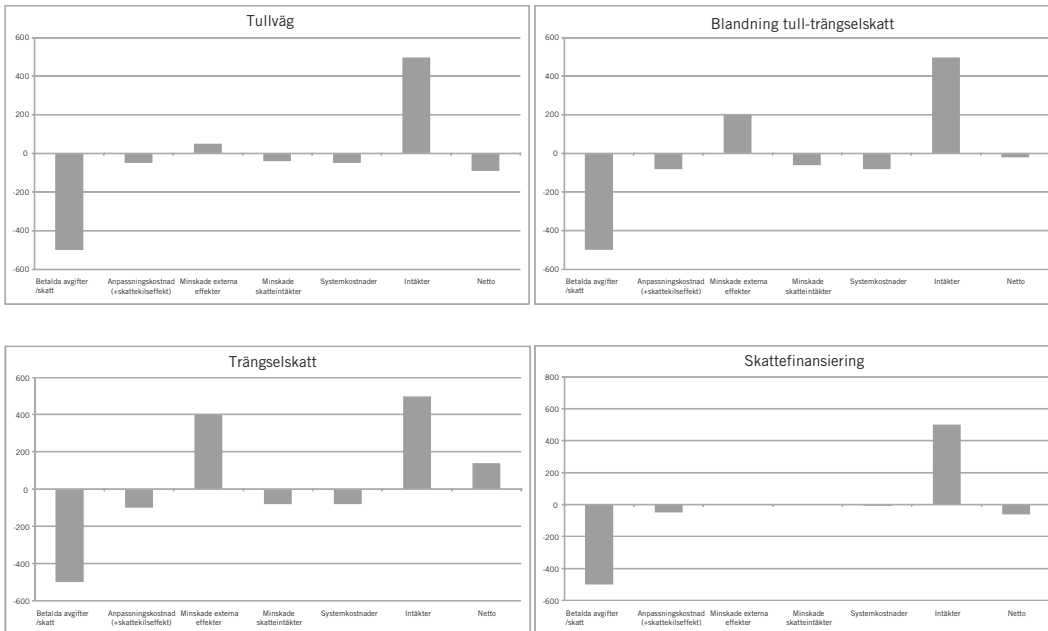 Tullväg
600
400
200
0
-200
-400
-600
Betalda avgifter
/skatt
Anpassningskostnad
(+skattekilseffekt)
Minskade externa
effekter
Minskade
skatteintäkter
Systemkostnader
Intäkter
Netto
Blandning tull-trängselskatt
600
400
200
0
-200
-400
-600
Betalda avgifter
/skatt
Anpassningskostnad
(+skattekilseffekt)
Minskade externa
effekter
Minskade
skatteintäkter
Systemkostnader
Intäkter
Netto
Trängselskatt
600
400
200
0
-200
-400
-600
Betalda avgifter
/skatt
Anpassningskostnad
(+skattekilseffekt)
Minskade externa
effekter
Minskade
skatteintäkter
Systemkostnader
Intäkter
Netto
Skattefinansiering
800
600
400
200
0
-200
-400
-600
Betalda avgifter
/skatt
Anpassningskostnad
(+skattekilseffekt)
Minskade externa
effekter
Minskade
skatteintäkter
Systemkostnader
Intäkter
Netto